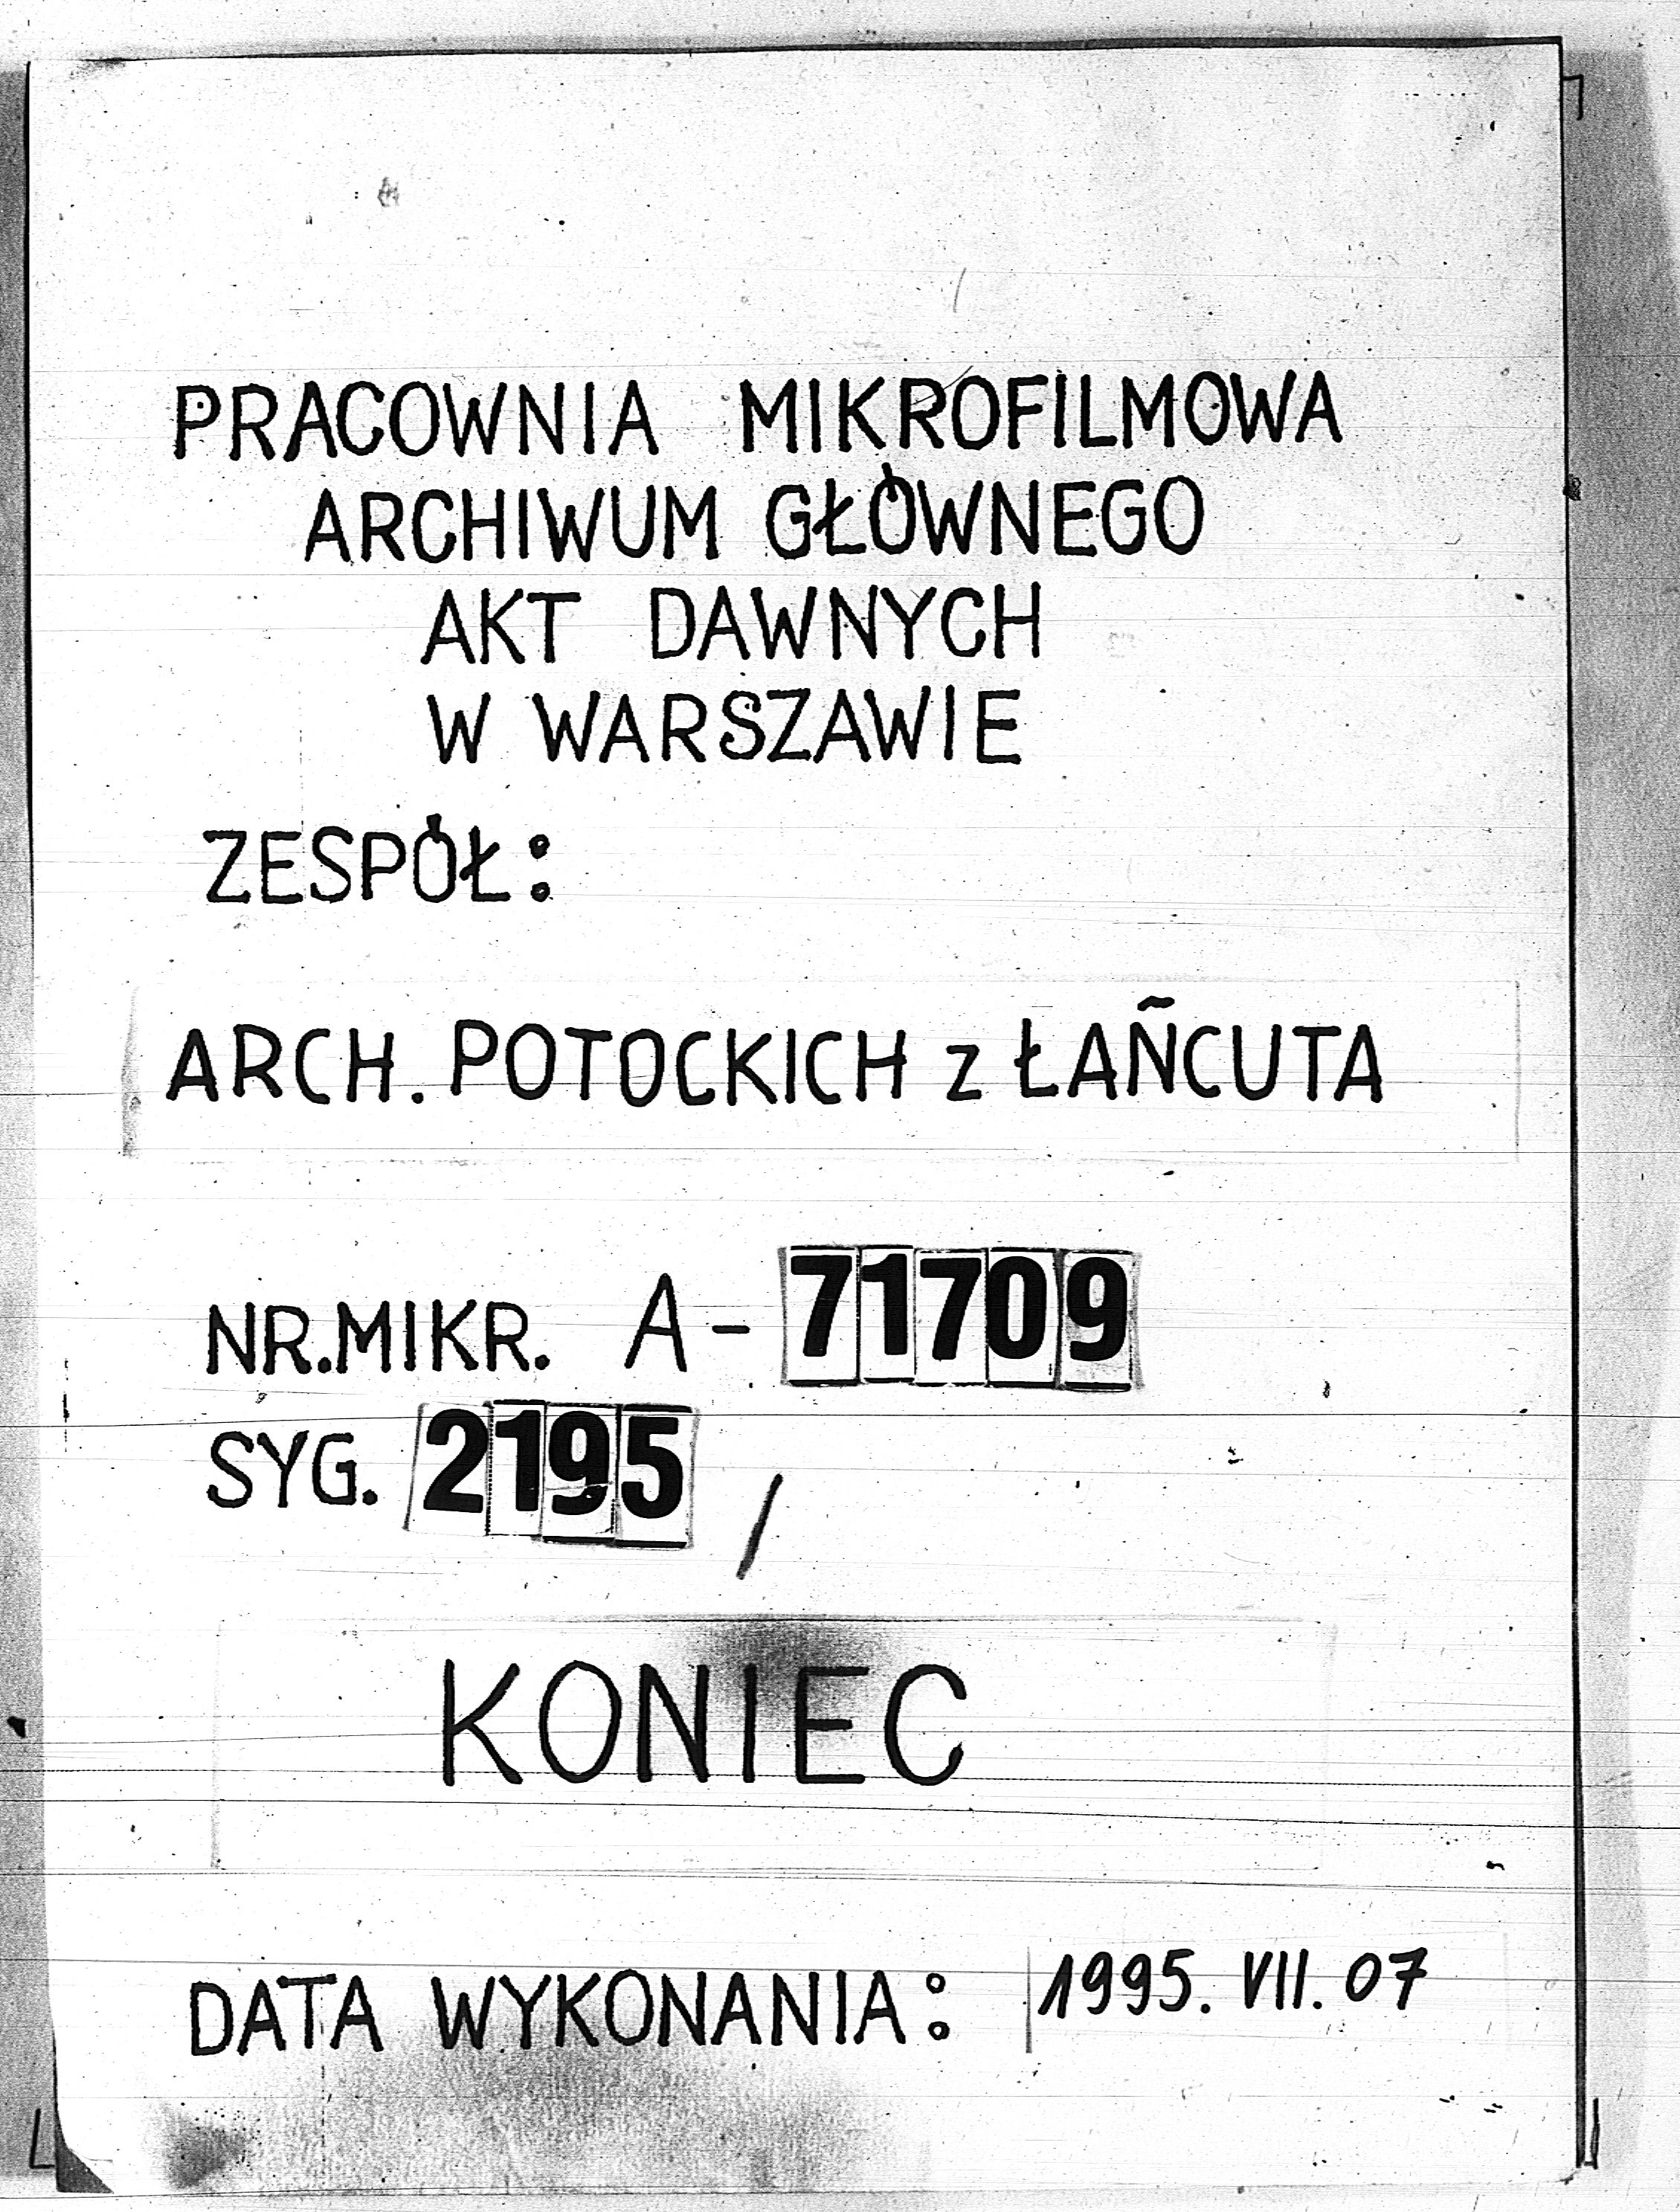 PRACOWNIA MIKROFILMOWA
ARCHIWUM GŁÓWNEGO
AKT DAWNYCH
W WARSZAWIE
ZESPÓŁ:
ARCH. POTOCKICH z ŁAÑCUTA
NR.MIKR. A-71709
SYG. 2195/
KONIEC
DATA WYKONANIA: 1995. VII. 07